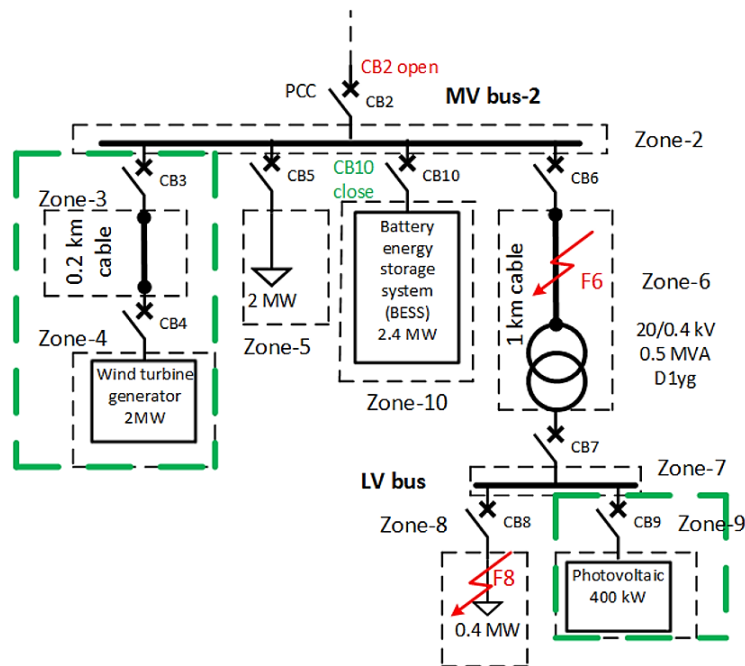 CB2 open
PCC
CB2
MV bus-2
Zone-2
CB3
CB5
CB10
close
CB10
CB6
Zone-3
0.2 km
cable
Zone-4
CB4
Wind turbine
generator
2MW
2 MW
Zone-5
Battery
energy
storage
system
(BESS)
2.4 MW
Zone-10
1 km cable
F6
Zone-6
20/0.4 kV
0.5 MVA
D1yg
CB7
Zone-7
LV bus
Zone-8
CB8
CB9
Zone-9
F8
0.4 MW
Photovoltaic
400 kW